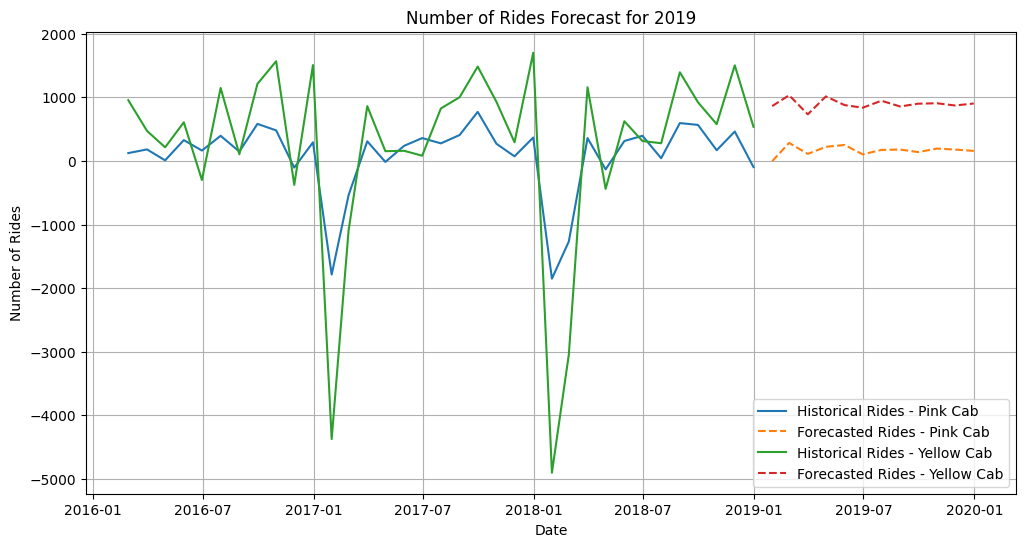 Number of Rides Forecast for 2019
2000
1000
0
−1000
−2000
−3000
−4000
−5000
Number of Rides
2016-01
2016-07
2017-01
2017-07
2018-01
2018-07
2019-01
2019-07
2020-01
Date
Historical Rides - Pink Cab
Forecasted Rides - Pink Cab
Historical Rides - Yellow Cab
Forecasted Rides - Yellow Cab